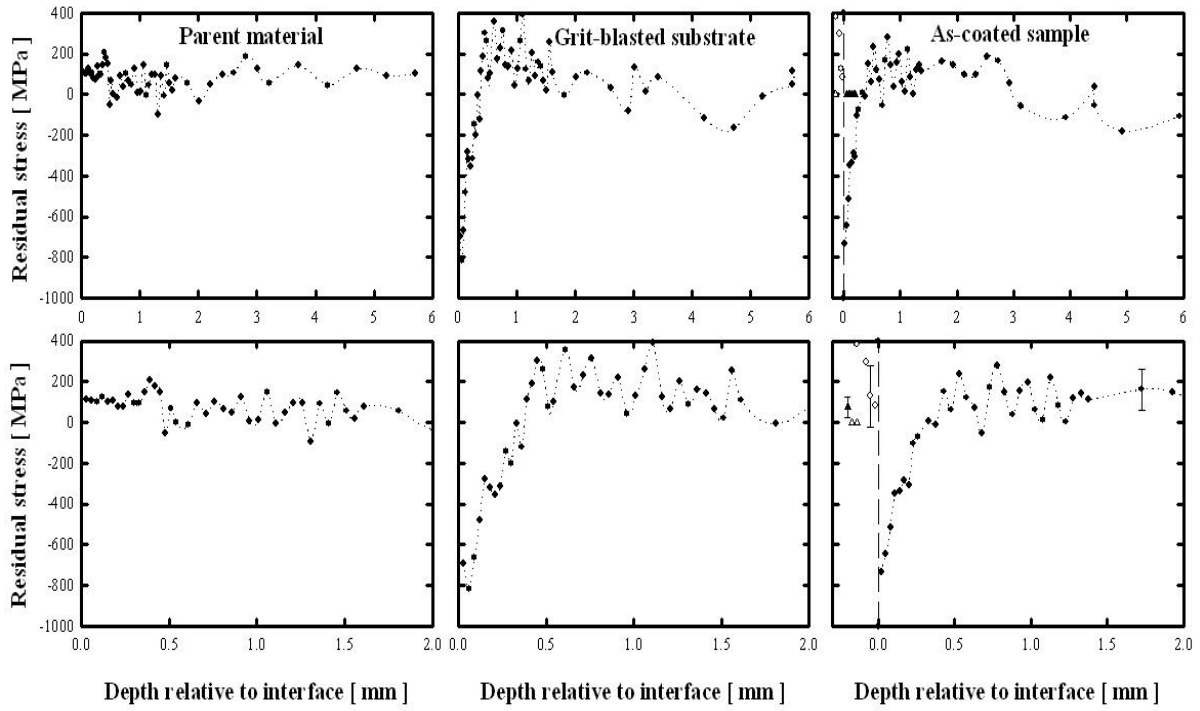 Residual stress [ MPa]
400
200
0
-200
-400
-600
-800
-1000
Parent material
0 1 2 3 4 5 6
Grit-blasted substrate
0 1 2 3 4 5 6
As-coated sample
0 1 2 3 4 5 6
Residual stress [ MPa]
400
200
0
-200
-400
-600
-800
-1000
0.0 0.5 1.0 1.5 2.0
0.0 0.5 1.0 1.5 2.0
0.0 0.5 1.0 1.5 2.0
Depth relative to interface [ mm ]
Depth relative to interface [ mm ]
Depth relative to interface [ mm ]